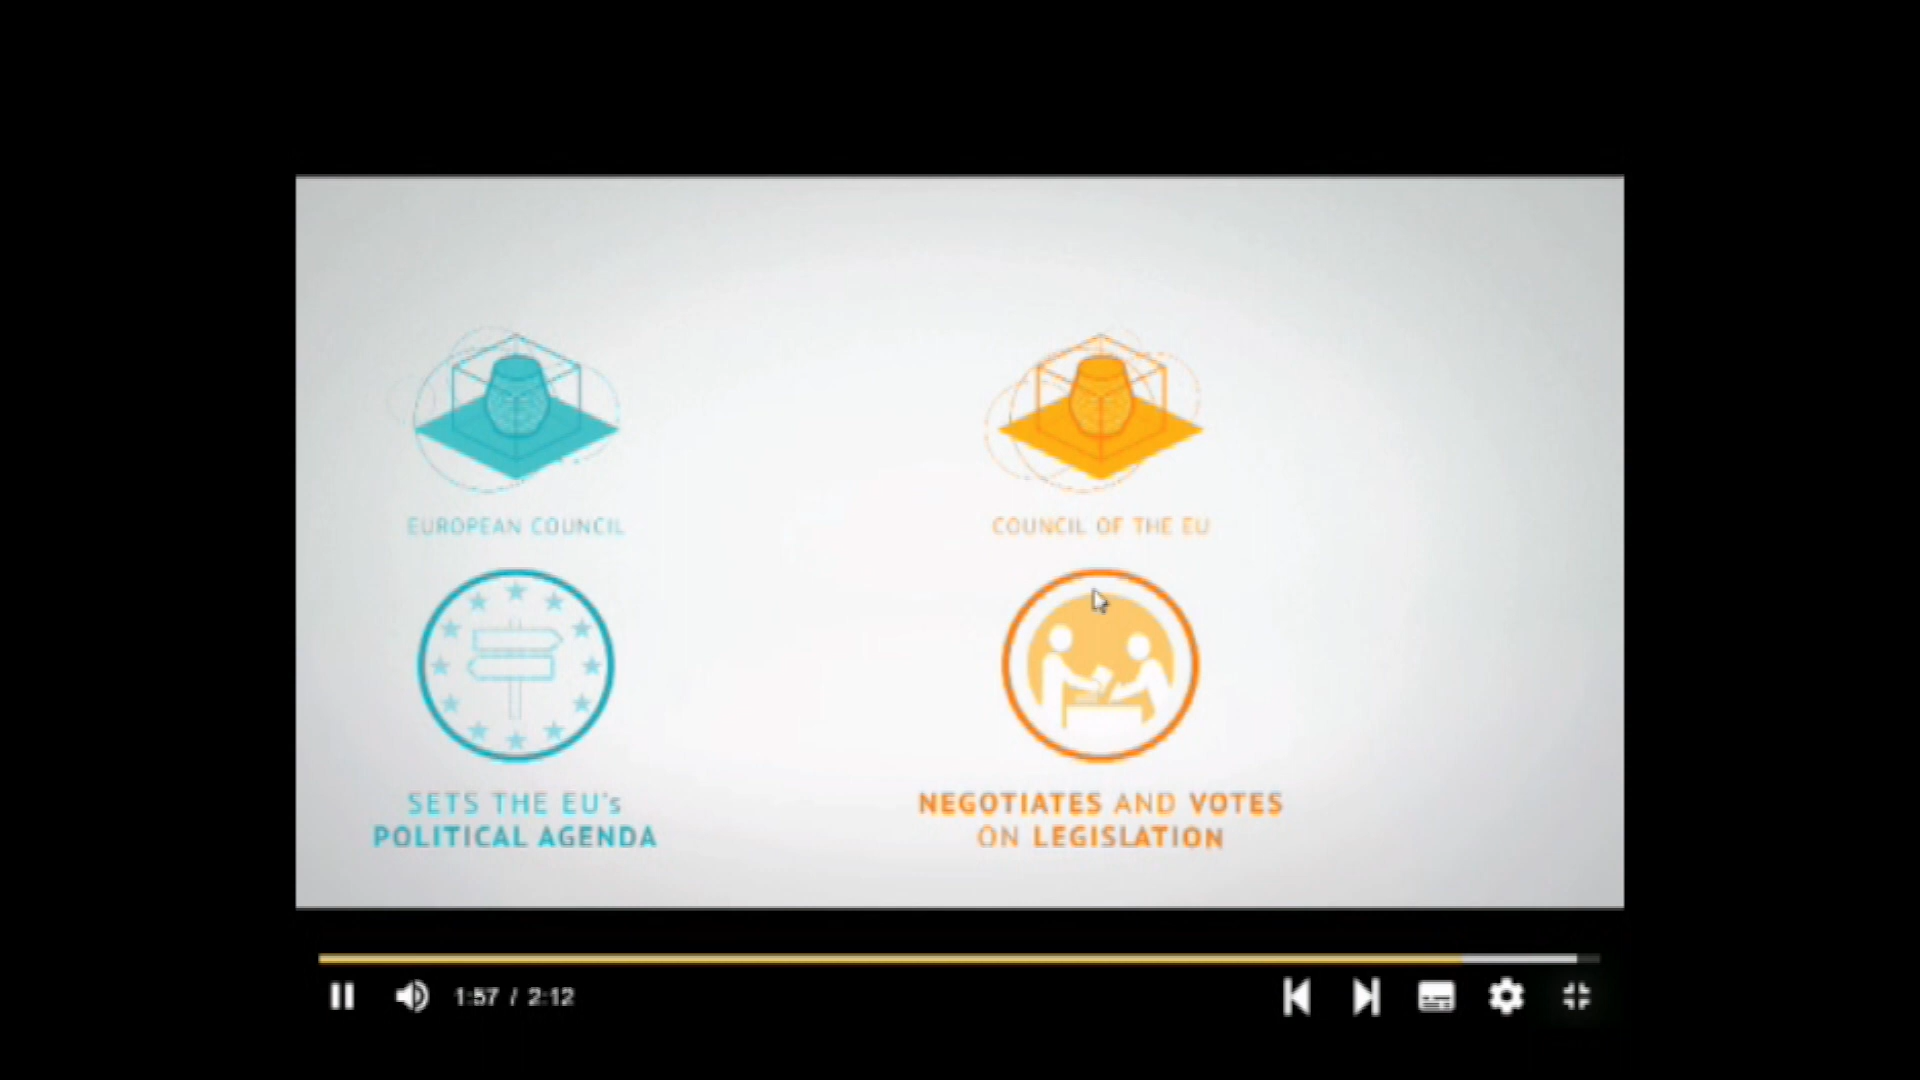 EUROPEAN COUNCIL
COUNCIL OF THE EU
SETS THE EU's
POLITICAL AGENDA
NEGOTIATES AND VOTES
ON LEGISLATION
1:57 / 2:12